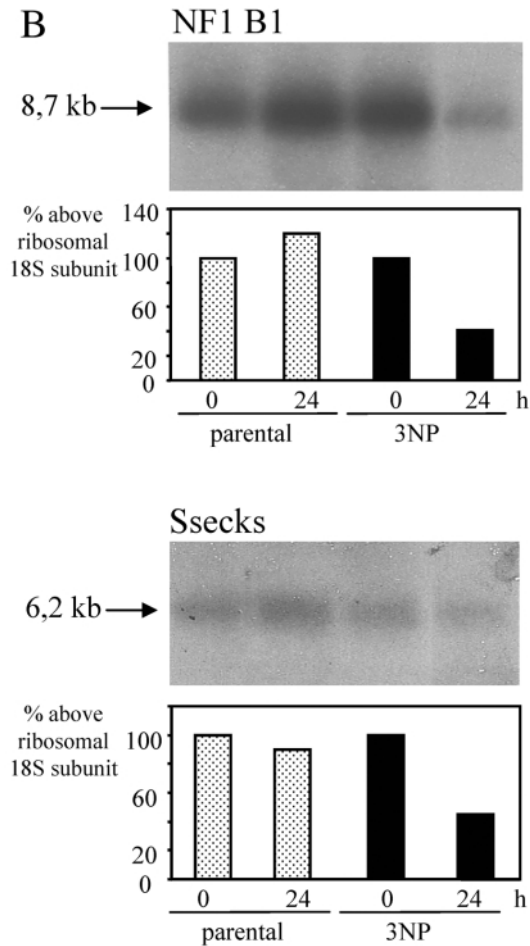 B
NF1 B1
8,7 kb
% above
ribosomal
18S subunit
140
100
60
20
0
0 24 0 24 h
parental 3NP
Ssecks
6,2 kb
% above
ribosomal
18S subunit
100
60
20
0
0 24 0 24 h
parental 3NP